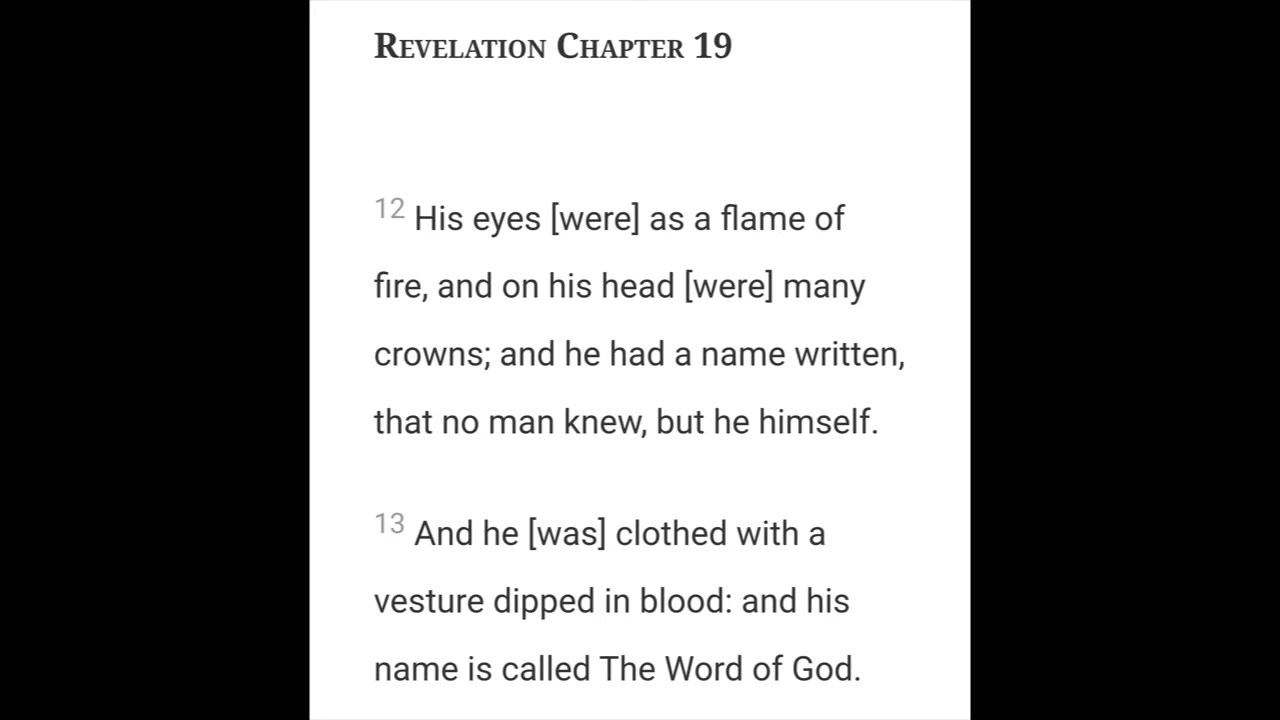 Revelation Chapter 19
12 His eyes [were] as a flame of
fire, and on his head [were] many
crowns; and he had a name written,
that no man knew, but he himself.
13 And he [was] clothed with a
vesture dipped in blood: and his
name is called The Word of God.